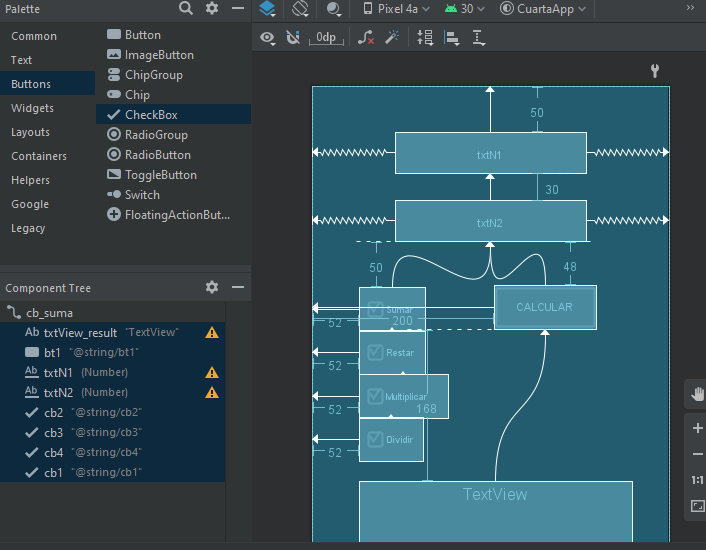 Palette
Common
Text
Buttons
Widgets
Layouts
Containers
Helpers
Google
Legacy
Button
ImageButton
ChipGroup
Chip
CheckBox
RadioGroup
RadioButton
ToggleButton
Switch
FloatingActionBut...
Component Tree
cb_suma
Ab txtView_result "TextView"
bt1 "@string/bt1"
Ab txtN1 (Number)
Ab txtN2 (Number)
cb2 "@string/cb2"
cb3 "@string/cb3"
cb4 "@string/cb4"
cb1 "@string/cb1"
Pixel 4a
30
CuartaApp
0dp
50
txtN1
30
txtN2
50
48
Sumar
CALCULAR
52
200
Restar
52
Multiplicar
168
52
Dividir
52
TextView
1:1